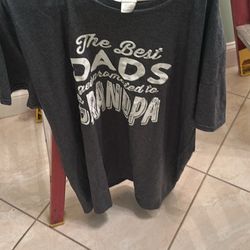 The Best
DADS
Get promoted to
GRANDPA